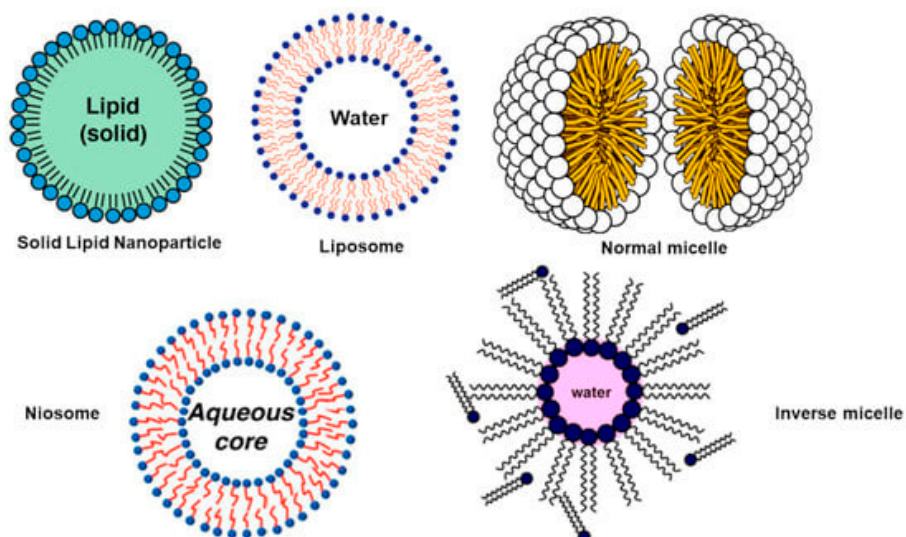 Lipid
(solid)
Water
Solid Lipid Nanoparticle
Liposome
Normal micelle
Niosome
Aqueous
core
water
Inverse micelle